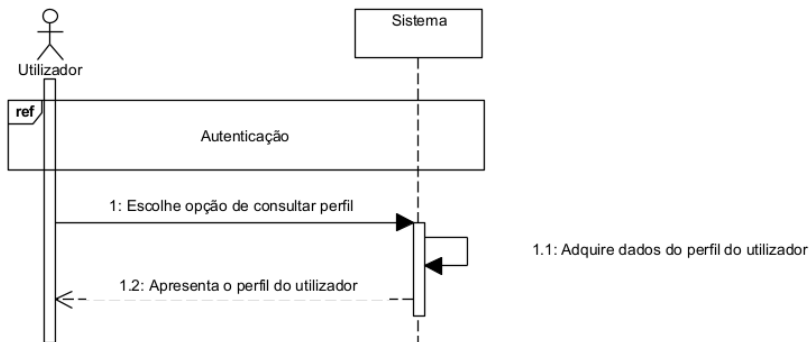 Sistema
Utilizador
ref
Autenticação
1: Escolhe opção de consultar perfil
1.1: Adquire dados do perfil do utilizador
1.2: Apresenta o perfil do utilizador